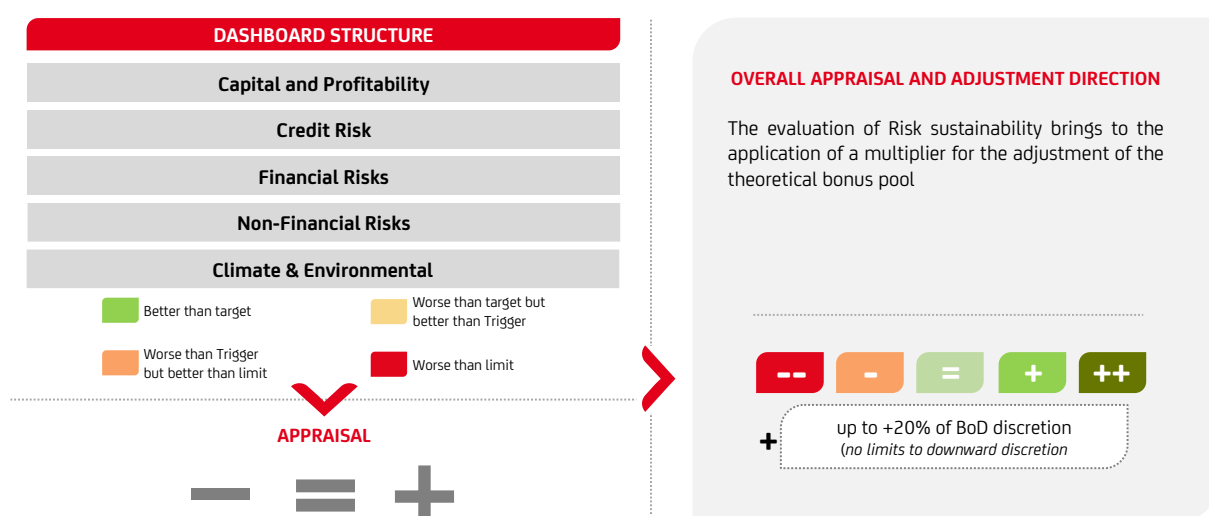 DASHBOARD STRUCTURE
Capital and Profitability
Credit Risk
Financial Risks
Non-Financial Risks
Climate & Environmental
Better than target
Worse than target but
better than Trigger
Worse than Trigger
but better than limit
Worse than limit
APPRAISAL
− = +
OVERALL APPRAISAL AND ADJUSTMENT DIRECTION
The evaluation of Risk sustainability brings to the
application of a multiplier for the adjustment of the
theoretical bonus pool
-- - = + ++
+
up to +20% of BoD discretion
(no limits to downward discretion